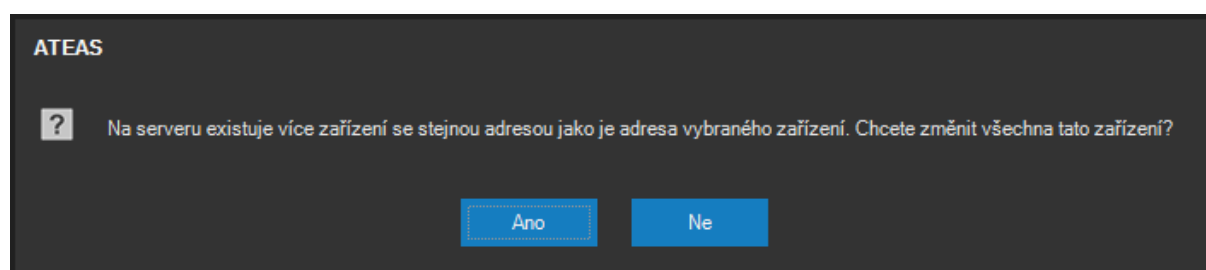 ATEAS
? Na serveru existuje více zařízení se stejnou adresou jako je adresa vybraného zařízení. Chcete změnit všechna tato zařízení?
Ano Ne